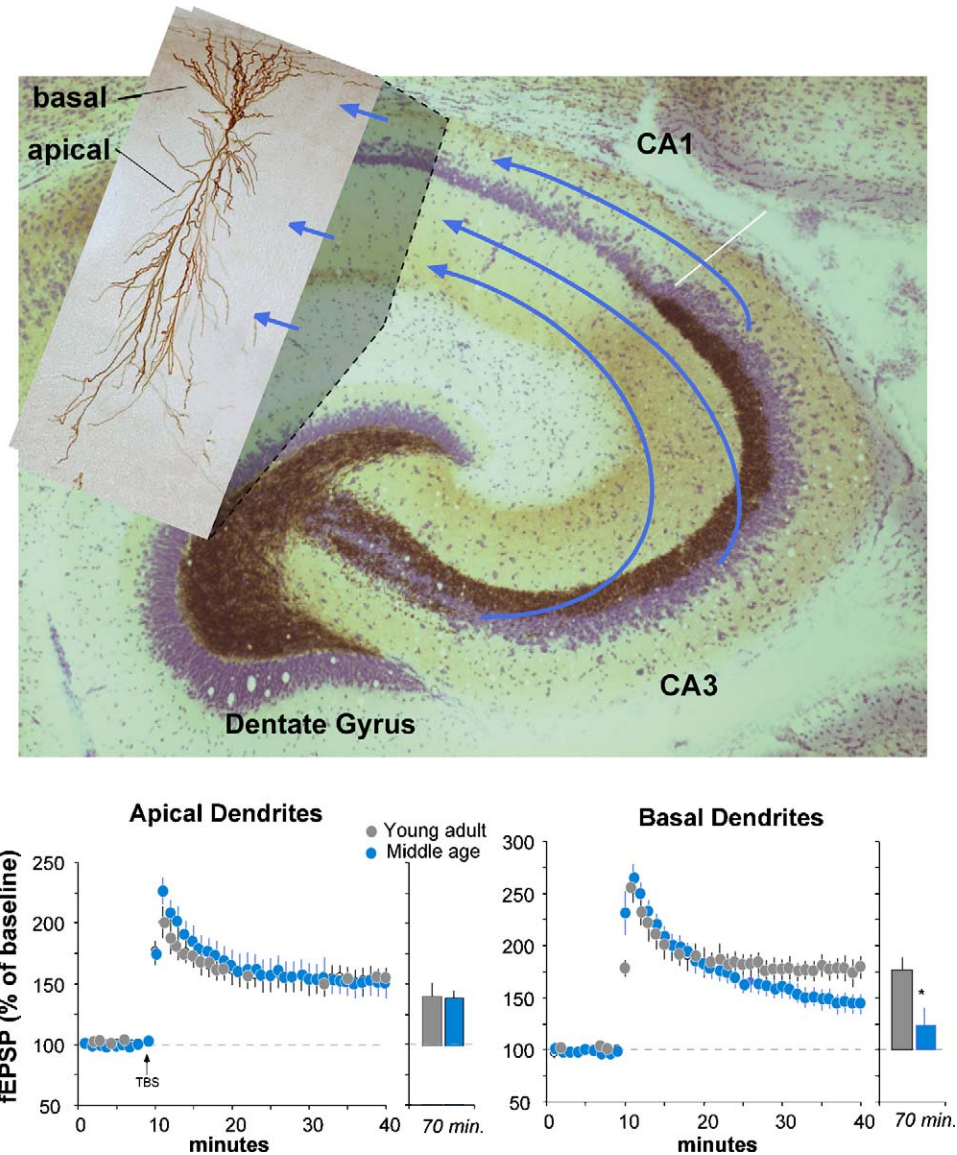 basal
apical
CA1
CA3
Dentate Gyrus
Apical Dendrites
Young adult
Middle age
Basal Dendrites
fEPSP (% of baseline)
250
200
150
100
50
TBS
0
10
20
30
40
minutes
70 min.
300
250
200
150
100
50
*
0
10
20
30
40
minutes
70 min.